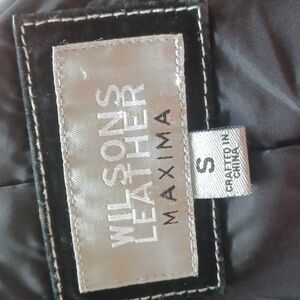 WILSONS
LEATHER
MAXIMA
S
CRAFTED IN
CHINA